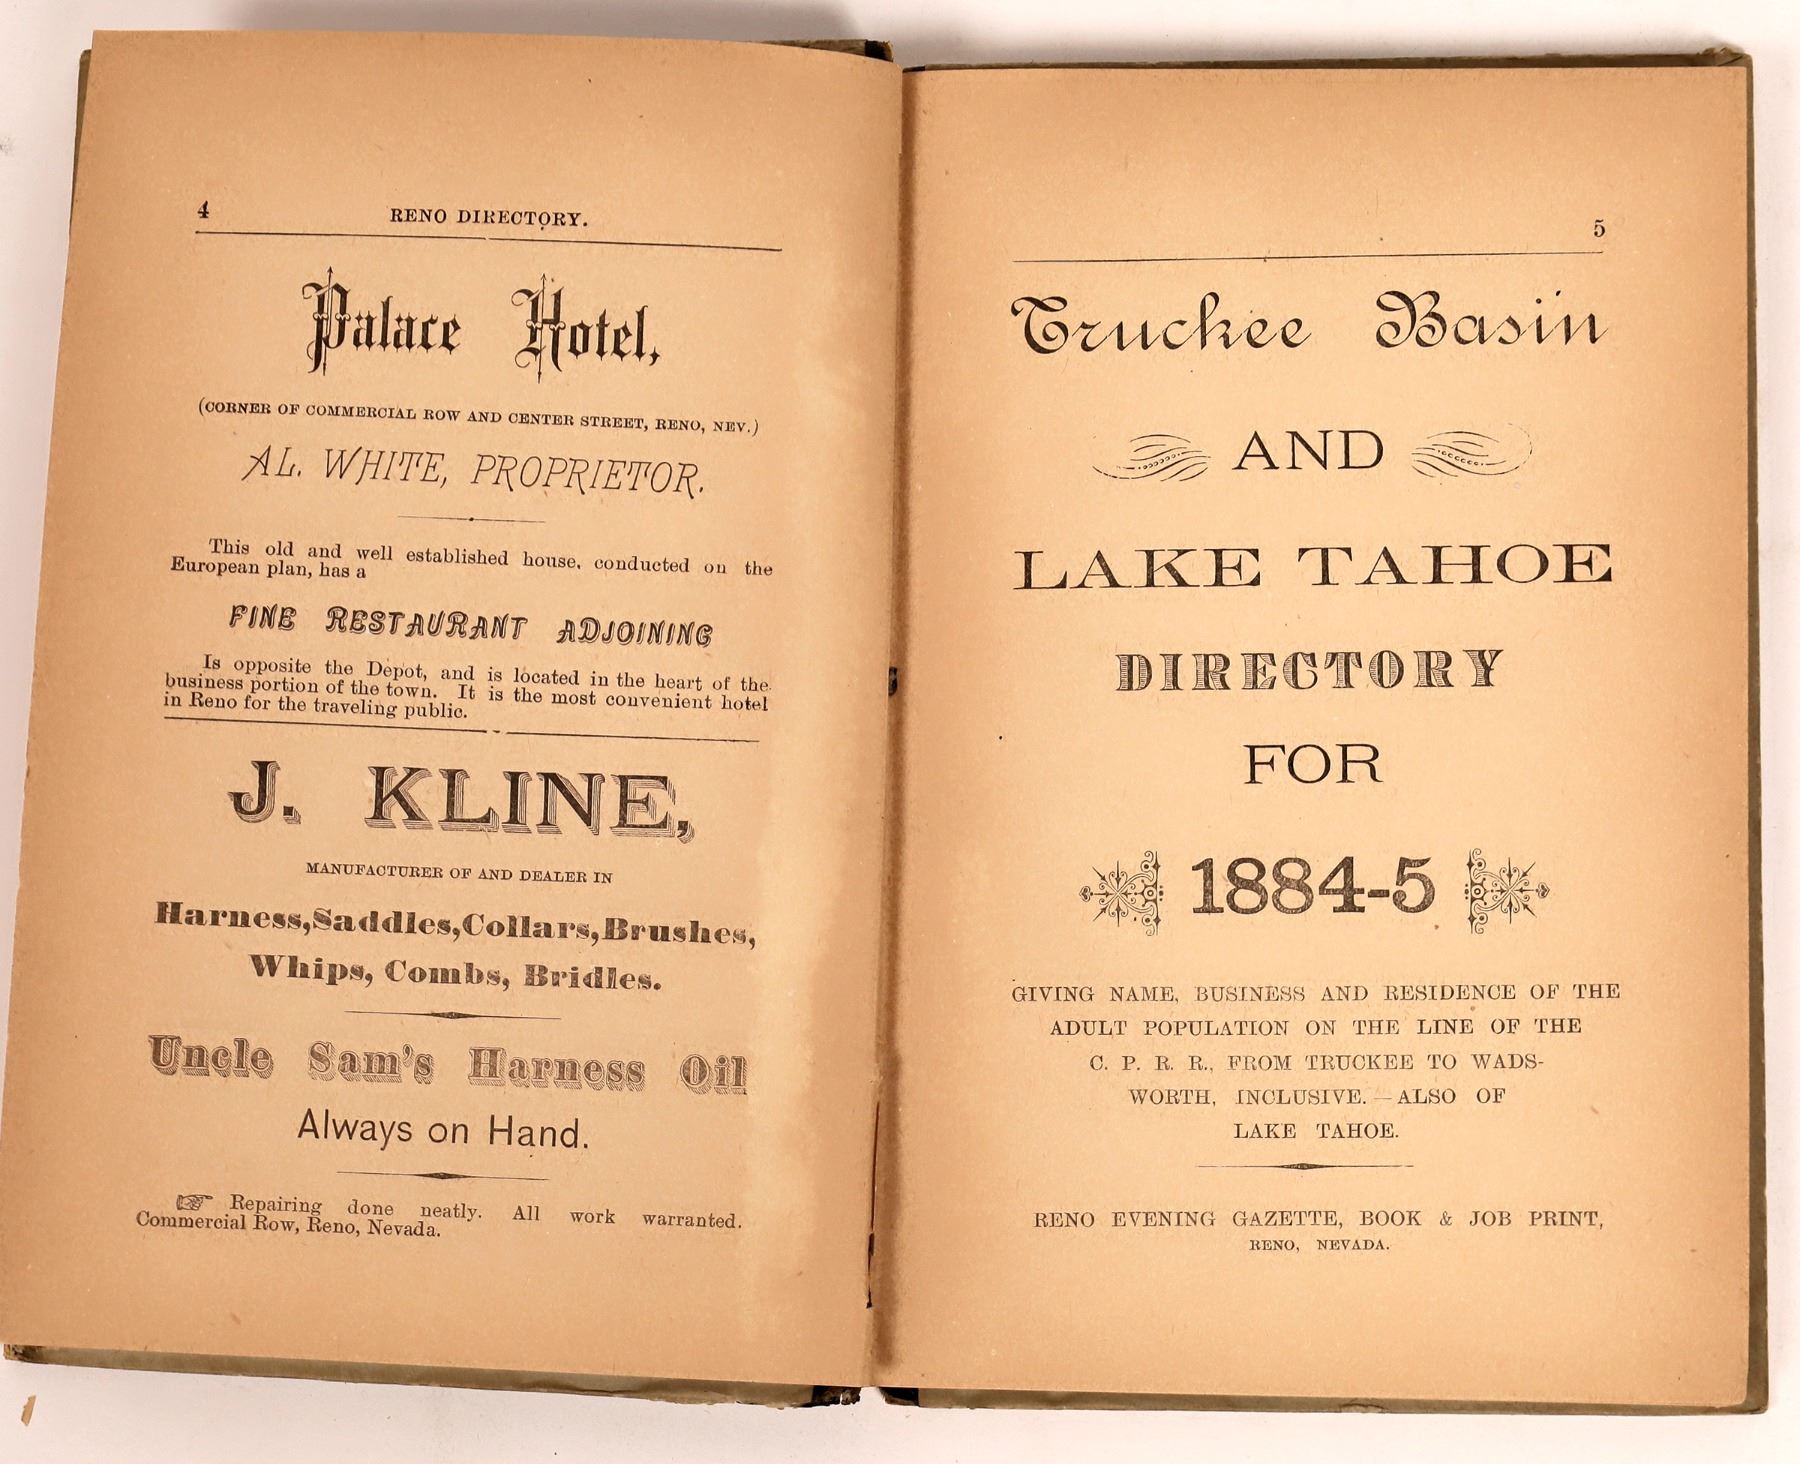 4 RENO DIRECTORY.
Palace Hotel,
(CORNER OF COMMERCIAL ROW AND CENTER STREET, RENO, NEV.)
AL. WHITE, PROPRIETOR.
This old and well established house. conducted on the
European plan, has a
FINE RESTAURANT ADJOINING
Is opposite the Depot, and is located in the heart of the
business portion of the town. It is the most convenient hotel
in Reno for the traveling public.
J. KLINE,
MANUFACTURER OF AND DEALER IN
Harness, Saddles, Collars, Brushes,
Whips, Combs, Bridles.
Uncle Sam's Harness Oil
Always on Hand.
☞ Repairing done neatly. All work warranted.
Commercial Row, Reno, Nevada.
5
Truckee Basin
AND
LAKE TAHOE
DIRECTORY
FOR
1884-5
GIVING NAME, BUSINESS AND RESIDENCE OF THE
ADULT POPULATION ON THE LINE OF THE
C. P. R. R., FROM TRUCKEE TO WADS-
WORTH, INCLUSIVE.—ALSO OF
LAKE TAHOE.
RENO EVENING GAZETTE, BOOK & JOB PRINT,
RENO, NEVADA.